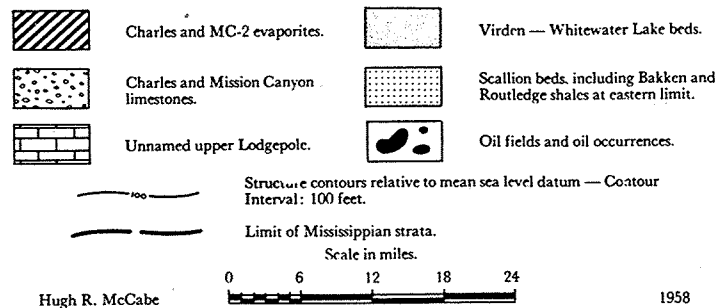 Charles and MC-2 evaporites.
Virden — Whitewater Lake beds.
Charles and Mission Canyon
limestones.
Scallion beds, including Bakken and
Routledge shales at eastern limit.
Unnamed upper Lodgepole.
Oil fields and oil occurrences.
100
Structure contours relative to mean sea level datum — Contour
Interval: 100 feet.
Limit of Mississippian strata.
Scale in miles.
0 6 12 18 24
Hugh R. McCabe
1958